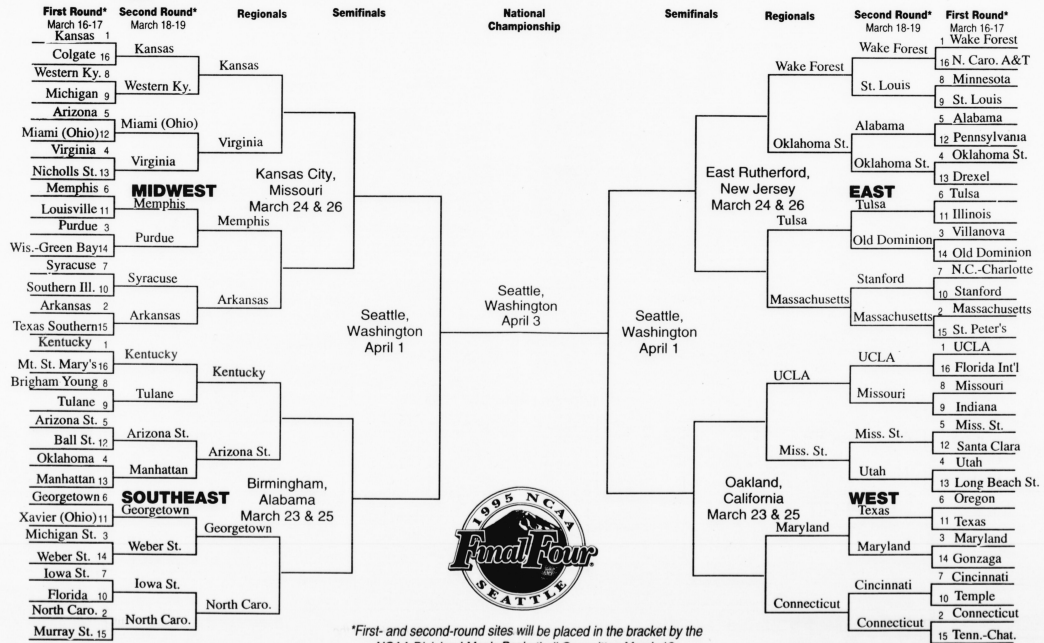 First Round*
March 16-17
Second Round*
March 18-19
Regionals
Semifinals
National
Championship
Semifinals
Regionals
Second Round*
March 18-19
First Round*
March 16-17
Kansas 1
Colgate 16
Western Ky. 8
Michigan 9
Arizona 5
Miami (Ohio)12
Virginia 4
Nicholls St. 13
Memphis 6
Louisville 11
Purdue 3
Wis.-Green Bay14
Syracuse 7
Southern Ill. 10
Arkansas 2
Texas Southern15
Kansas
Western Ky.
Miami (Ohio)
Virginia
MIDWEST
Memphis
Purdue
Syracuse
Arkansas
Kansas
Virginia
Memphis
Arkansas
Kansas City,
Missouri
March 24 & 26
Kentucky 1
Mt. St. Mary's 16
Brigham Young 8
Tulane 9
Arizona St. 5
Ball St. 12
Oklahoma 4
Manhattan 13
Georgetown 6
Xavier (Ohio) 11
Michigan St. 3
Weber St. 14
Iowa St. 7
Florida 10
North Caro. 2
Murray St. 15
Kentucky
Tulane
Arizona St.
Manhattan
SOUTHEAST
Georgetown
Weber St.
Iowa St.
North Caro.
Kentucky
Arizona St.
Georgetown
North Caro.
Birmingham,
Alabama
March 23 & 25
Seattle,
Washington
April 1
Seattle,
Washington
April 3
Seattle,
Washington
April 1
East Rutherford,
New Jersey
March 24 & 26
Wake Forest
Oklahoma St.
Tulsa
Massachusetts
Wake Forest
St. Louis
Alabama
Oklahoma St.
EAST
Tulsa
Old Dominion
Stanford
Massachusetts
1 Wake Forest
16 N. Caro. A&T
8 Minnesota
9 St. Louis
5 Alabama
12 Pennsylvania
4 Oklahoma St.
13 Drexel
6 Tulsa
11 Illinois
3 Villanova
14 Old Dominion
7 N.C.-Charlotte
10 Stanford
2 Massachusetts
15 St. Peter's
Oakland,
California
March 23 & 25
UCLA
Miss. St.
Maryland
Connecticut
UCLA
Missouri
Miss. St.
Utah
WEST
Texas
Maryland
Cincinnati
Connecticut
1 UCLA
16 Florida Int'l
8 Missouri
9 Indiana
5 Miss. St.
12 Santa Clara
4 Utah
13 Long Beach St.
6 Oregon
11 Texas
3 Maryland
14 Gonzaga
7 Cincinnati
10 Temple
2 Connecticut
15 Tenn.-Chat.
1995 NCAA
Final Four
SEATTLE
*First- and second-round sites will be placed in the bracket by the